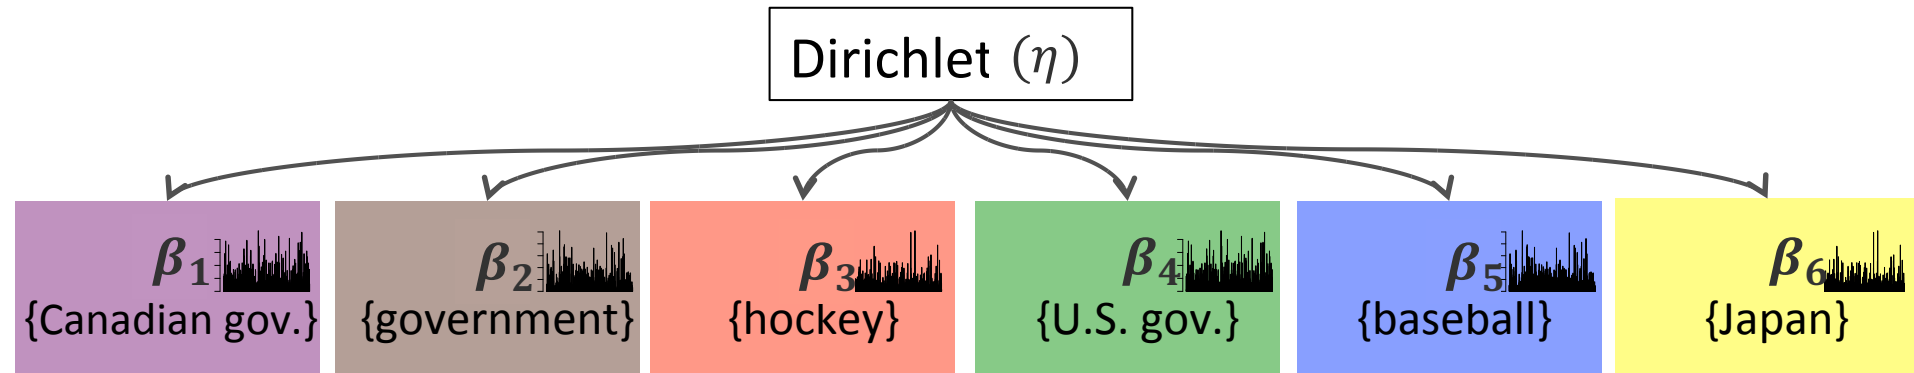 Dirichlet (η)
β₁ β₂ β₃ β₄ β₅ β₆
{Canadian gov.} {government} {hockey} {U.S. gov.} {baseball} {Japan}